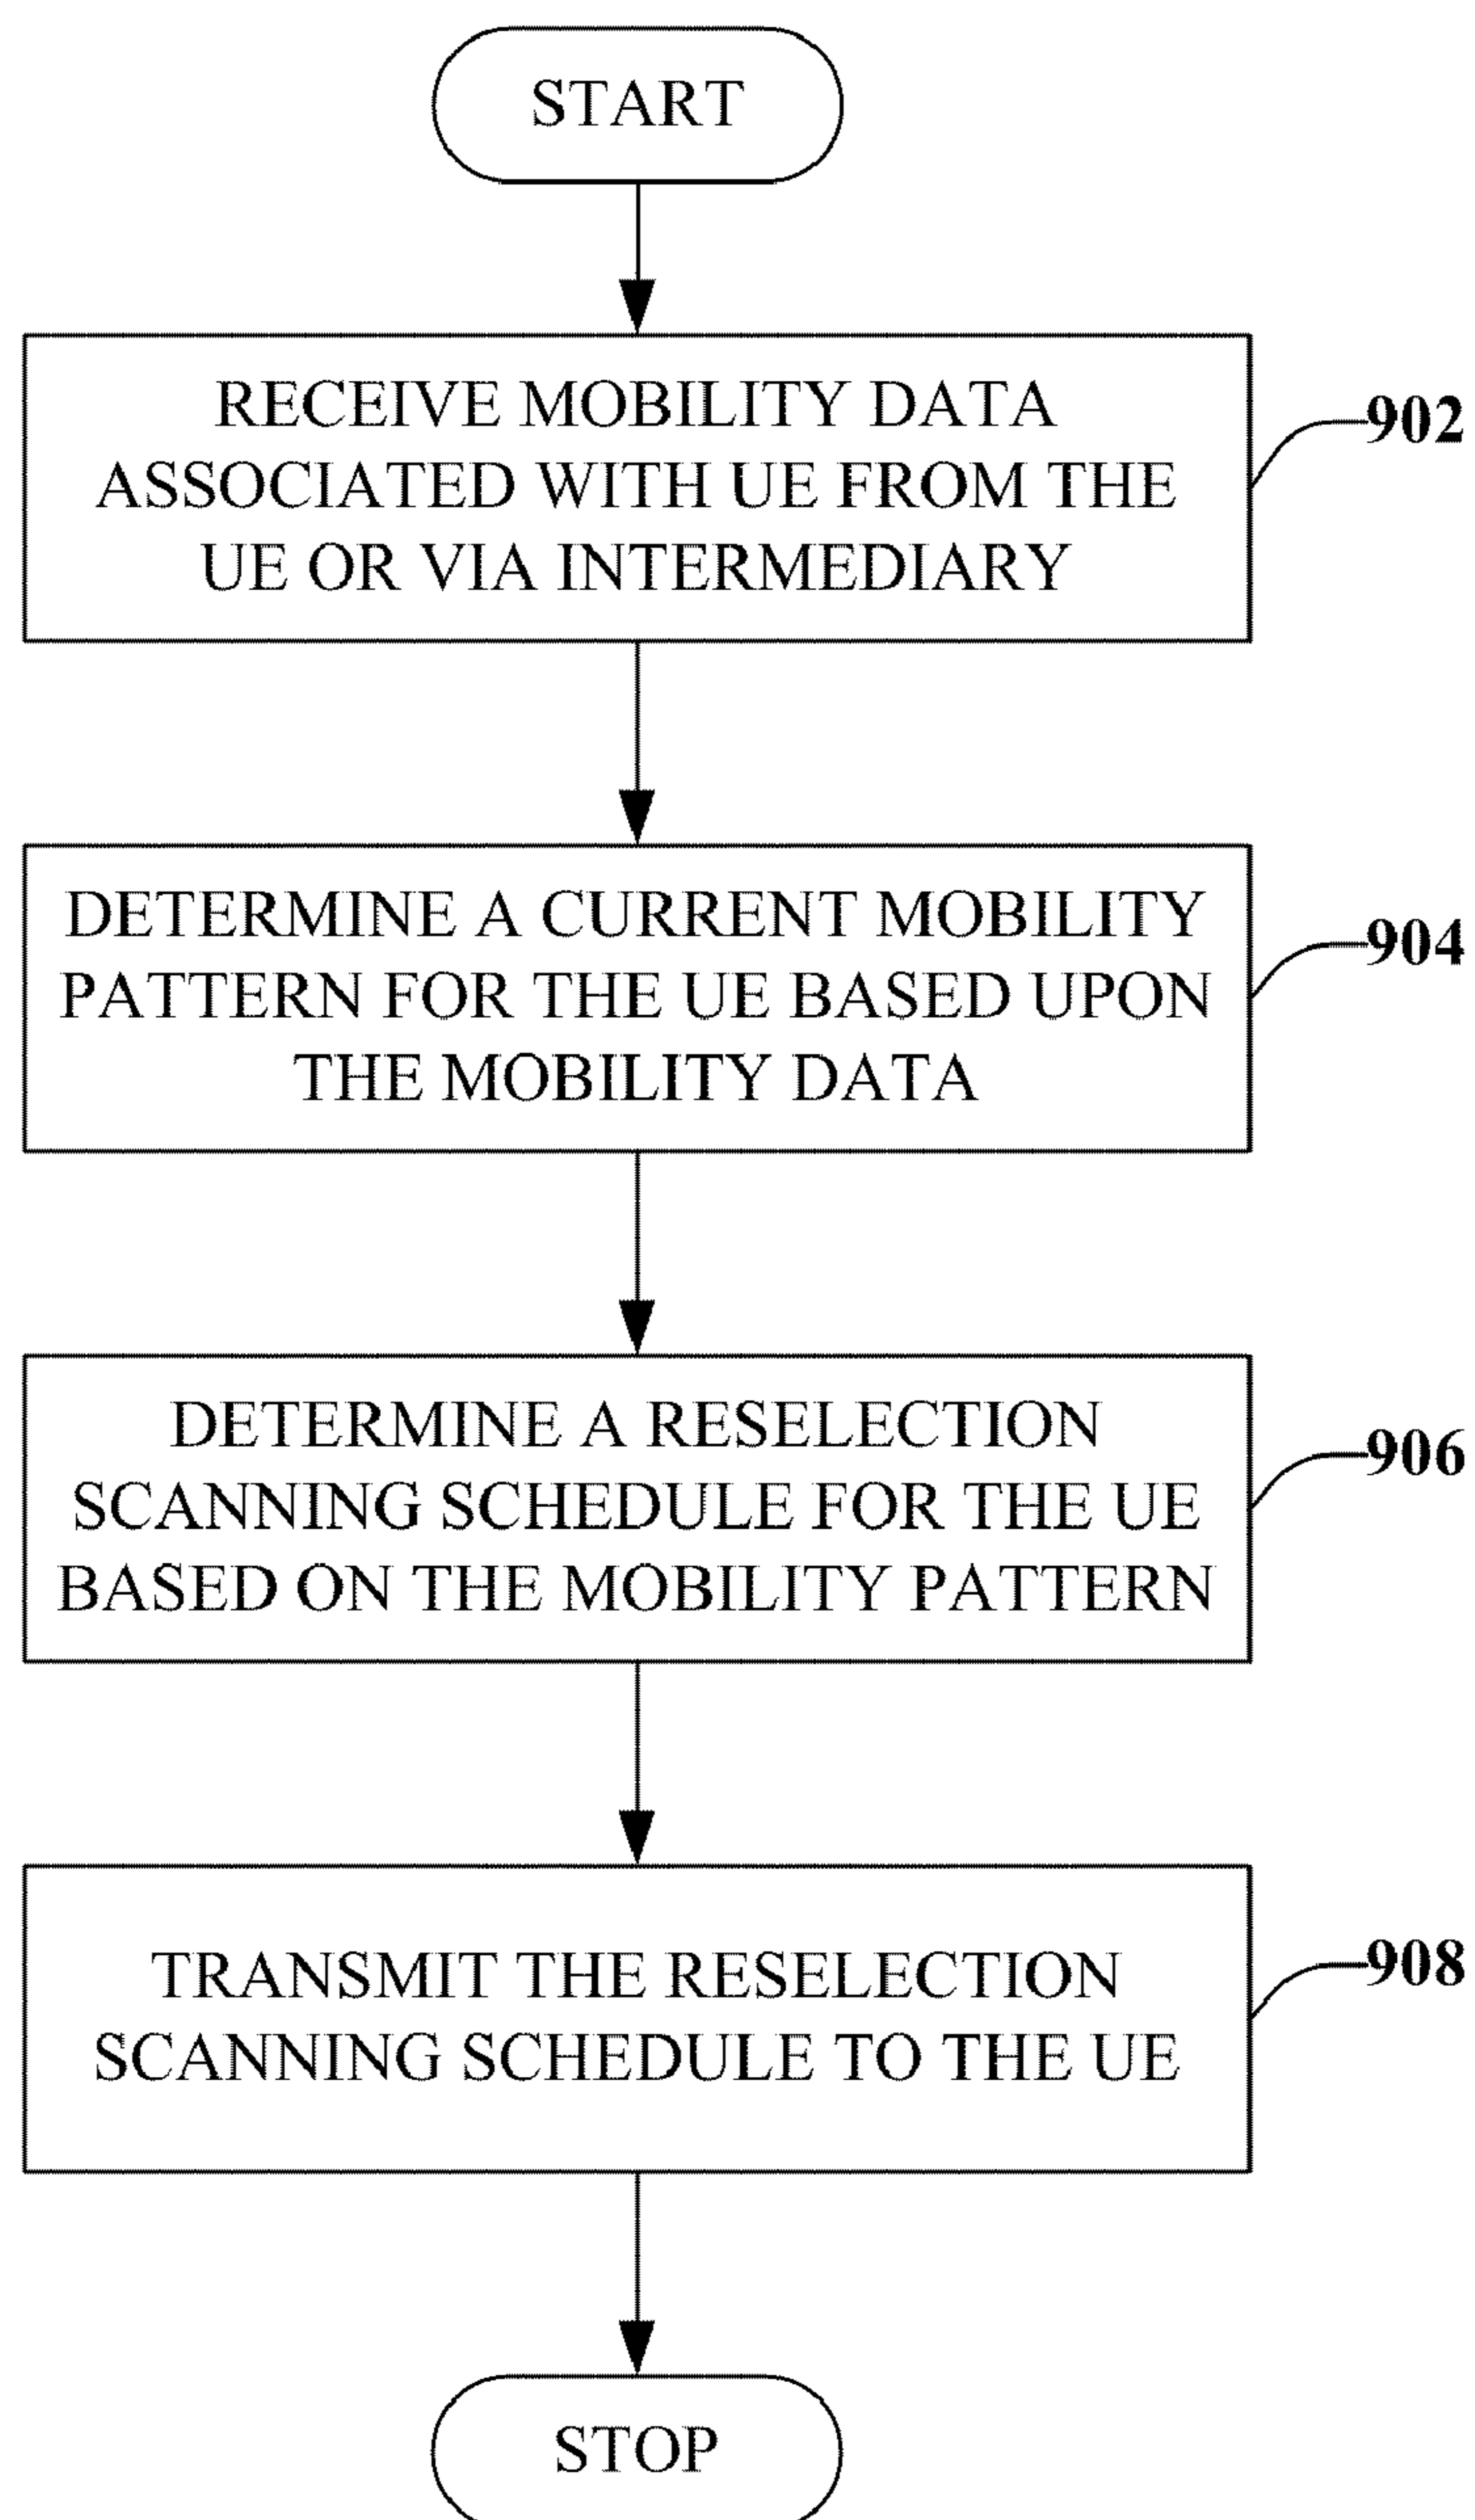 START
RECEIVE MOBILITY DATA
ASSOCIATED WITH UE FROM THE
UE OR VIA INTERMEDIARY
902
DETERMINE A CURRENT MOBILITY
PATTERN FOR THE UE BASED UPON
THE MOBILITY DATA
904
DETERMINE A RESELECTION
SCANNING SCHEDULE FOR THE UE
BASED ON THE MOBILITY PATTERN
906
TRANSMIT THE RESELECTION
SCANNING SCHEDULE TO THE UE
908
STOP